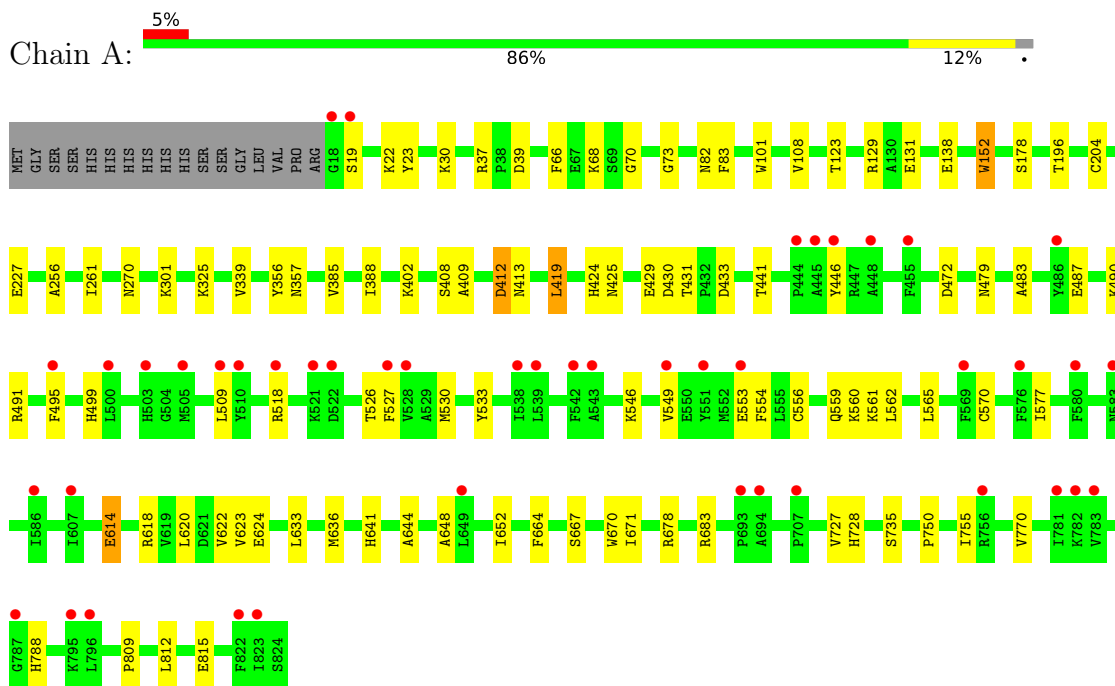 5%
Chain A:
86% 12% •
MET GLY SER SER HIS HIS HIS HIS HIS HIS SER SER GLY LEU VAL PRO ARG G18 S19 K22 Y23 K30 R37 P38 D39 F66 E67 K68 S69 G70 G73 N82 F83 W101 V108 T123 R129 A130 E131 E138 W152 S178 T196 C204
E227 A256 I261 N270 K301 K325 V339 Y356 N357 V385 I388 K402 S408 A409 D412 N413 L419 H424 N425 E429 D430 T431 P432 D433 T441 P444 A445 Y446 R447 A448 F455 D472 N479 A483 Y486 E487 K490
R491 F495 H499 L500 H503 G504 M505 L509 Y510 R518 K521 D522 T526 F527 V528 A529 M530 Y533 I538 L539 F542 A543 K546 V549 E550 Y551 M552 E553 F554 L555 C556 Q559 K560 K561 L562 L565 F569 C570 F576 I577 F580 N583
I586 I607 E614 R618 V619 L620 D621 V622 V623 E624 L633 M636 H641 A644 A648 L649 I652 F664 S667 W670 I671 R678 R683 P693 A694 P707 V727 H728 S735 P750 I755 R756 V770 I781 K782 V783
G787 H788 K795 L796 P809 L812 E815 F822 I823 S824